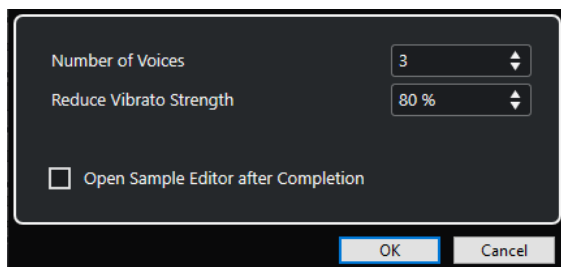 Number of Voices 3
Reduce Vibrato Strength 80 %
Open Sample Editor after Completion
OK Cancel